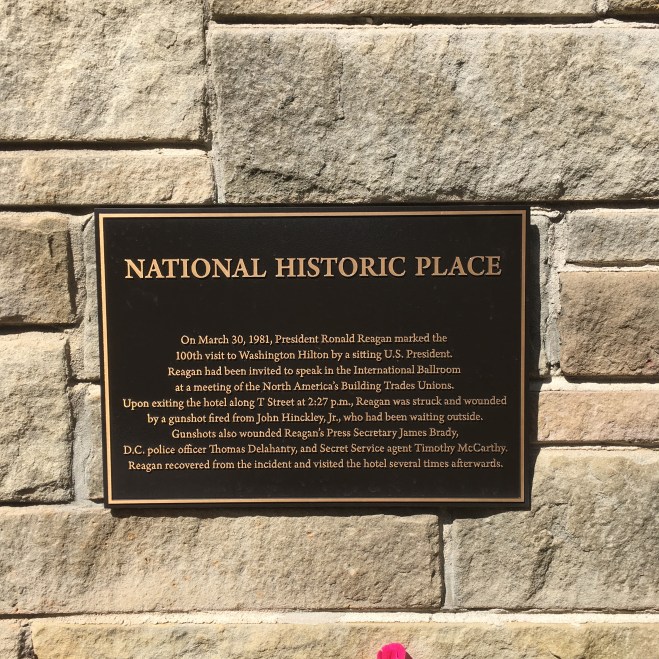 NATIONAL HISTORIC PLACE
On March 30, 1981, President Ronald Reagan marked the
100th visit to Washington Hilton by a sitting U.S. President.
Reagan had been invited to speak in the International Ballroom
at a meeting of the North America's Building Trades Unions.
Upon exiting the hotel along T Street at 2:27 p.m., Reagan was struck and wounded
by a gunshot fired from John Hinckley, Jr., who had been waiting outside.
Gunshots also wounded Reagan's Press Secretary James Brady,
D.C. police officer Thomas Delahanty, and Secret Service agent Timothy McCarthy.
Reagan recovered from the incident and visited the hotel several times afterwards.